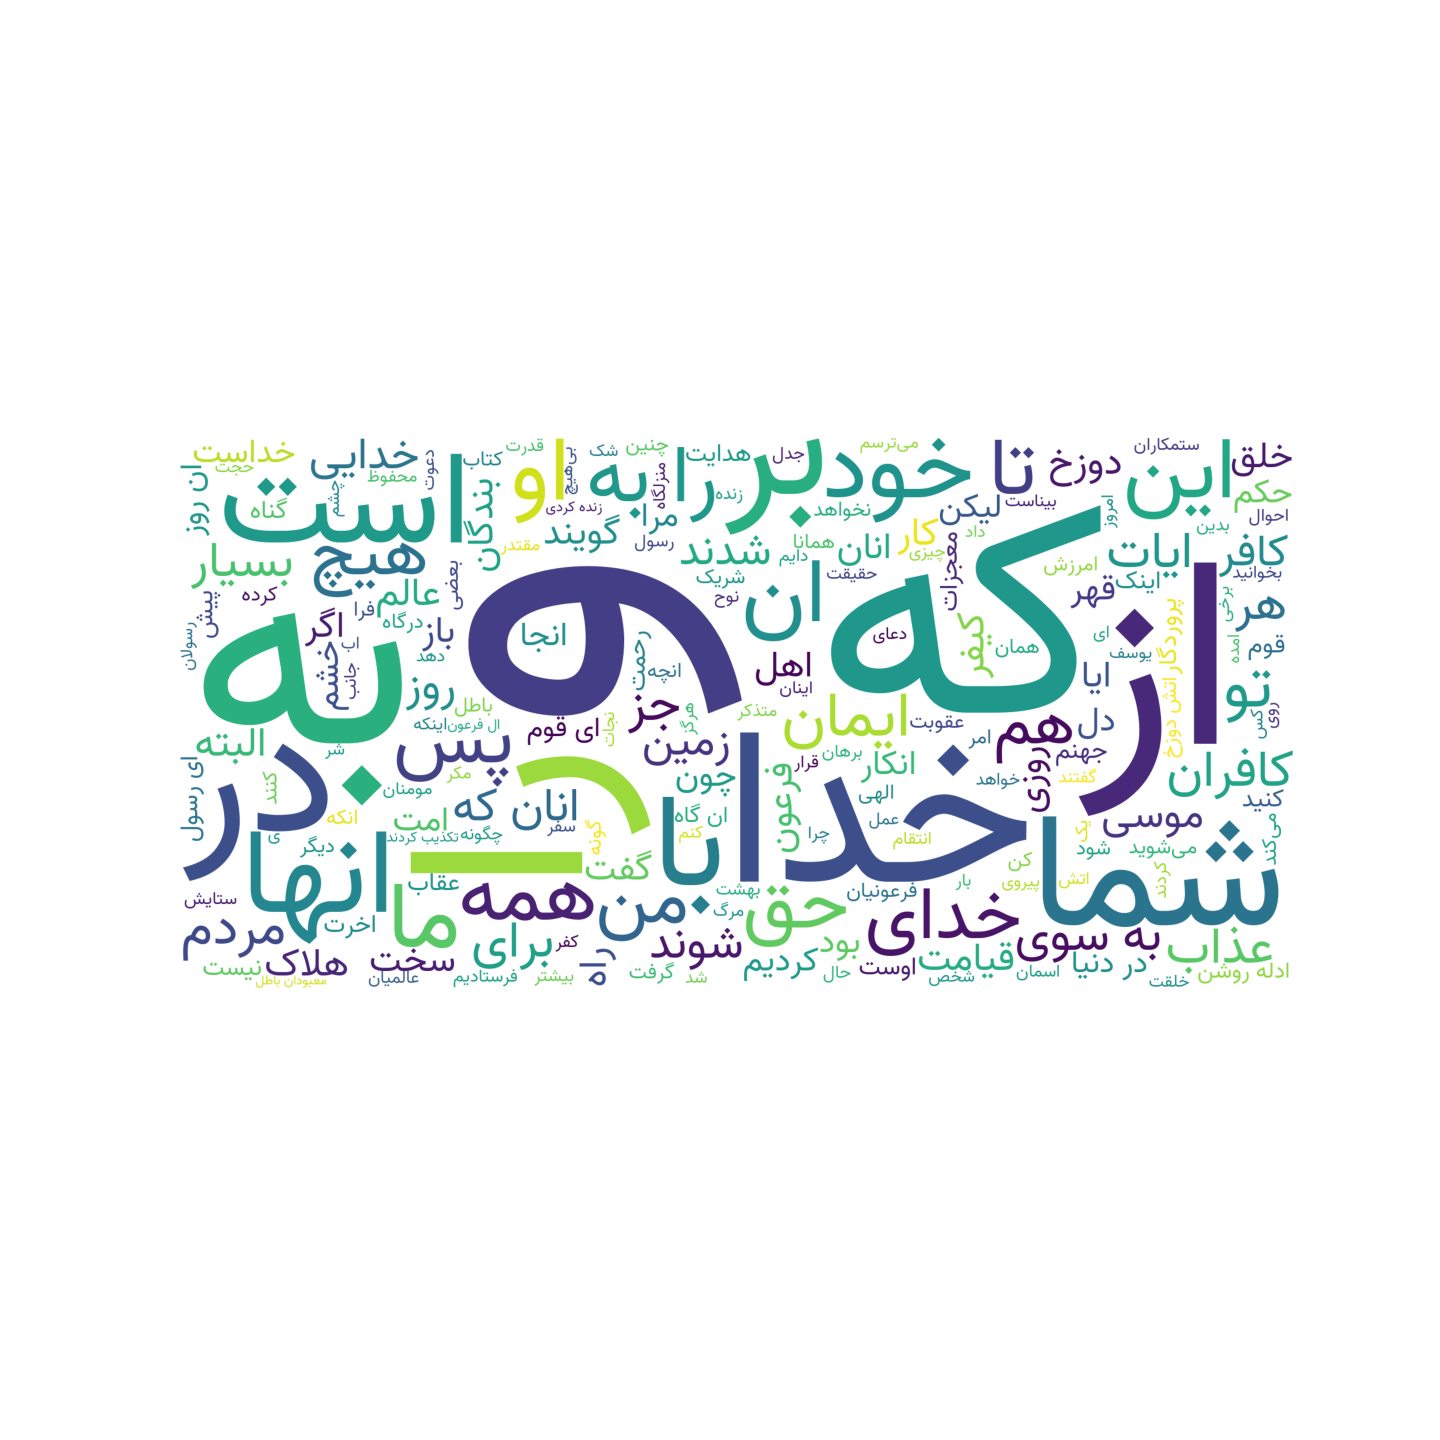 خداست قدرت بی‌هیچ شک چنین می‌ترسم ستمکاران خلق
حجت خدایی دعوت کتاب او به را هدایت جدل بر خود تا دوزخ این
ان روز گناه چشم محفوظ است بندگان زنده کردی منزلگاه زنده نخواهد لیکن بیناست امروز حکم
بسیار هیچ مقتدر گویند مرا رسول شدند همانا دایم انان کار داد چیزی بدین احوال
کرده عالم بعضی شریک حقیقت معجزات امرزش ایات اینک کافر بخوانید
پیش فرا درگاه نوح ان که قهر برخی هر
رسولان اگر اب باز دهد و انجا رحمت انچه اهل اینان دعای کیفر همان ای یوسف پروردگار اتش دوزخ امده قوم
به خشم جانب روز باطل جز هرگز متذکر ایا از تو
البته شر اینکه ال فرعون پس ای قوم نجات زمین ایمان عقوبت امر هم دل کس روی
ای رسول کنند در مومنان مکر را چون برهان قرار انکار خدا خواهد روزی جهنم گفتند کافران
انکه امت انان که سفر گونه ان گاه کنم فرعون الهی عمل چرا موسی کنید
ی دیگر تکذیب کردند چگونه با انتقام یک شود می‌شوید می‌کند
انها عقاب گفت بهشت فرعونیان بار کن پیروی اتش کردند شما
ستایش اخرت ما همه من مرگ حق خدای
مردم برای کفر راه شوند بود به سوی عذاب
نیست هلاک سخت گرفت کردیم اوست قیامت در دنیا ادله روشن
معبودان باطل عالمیان فرستادیم بیشتر شد حال شخص اسمان خلقت